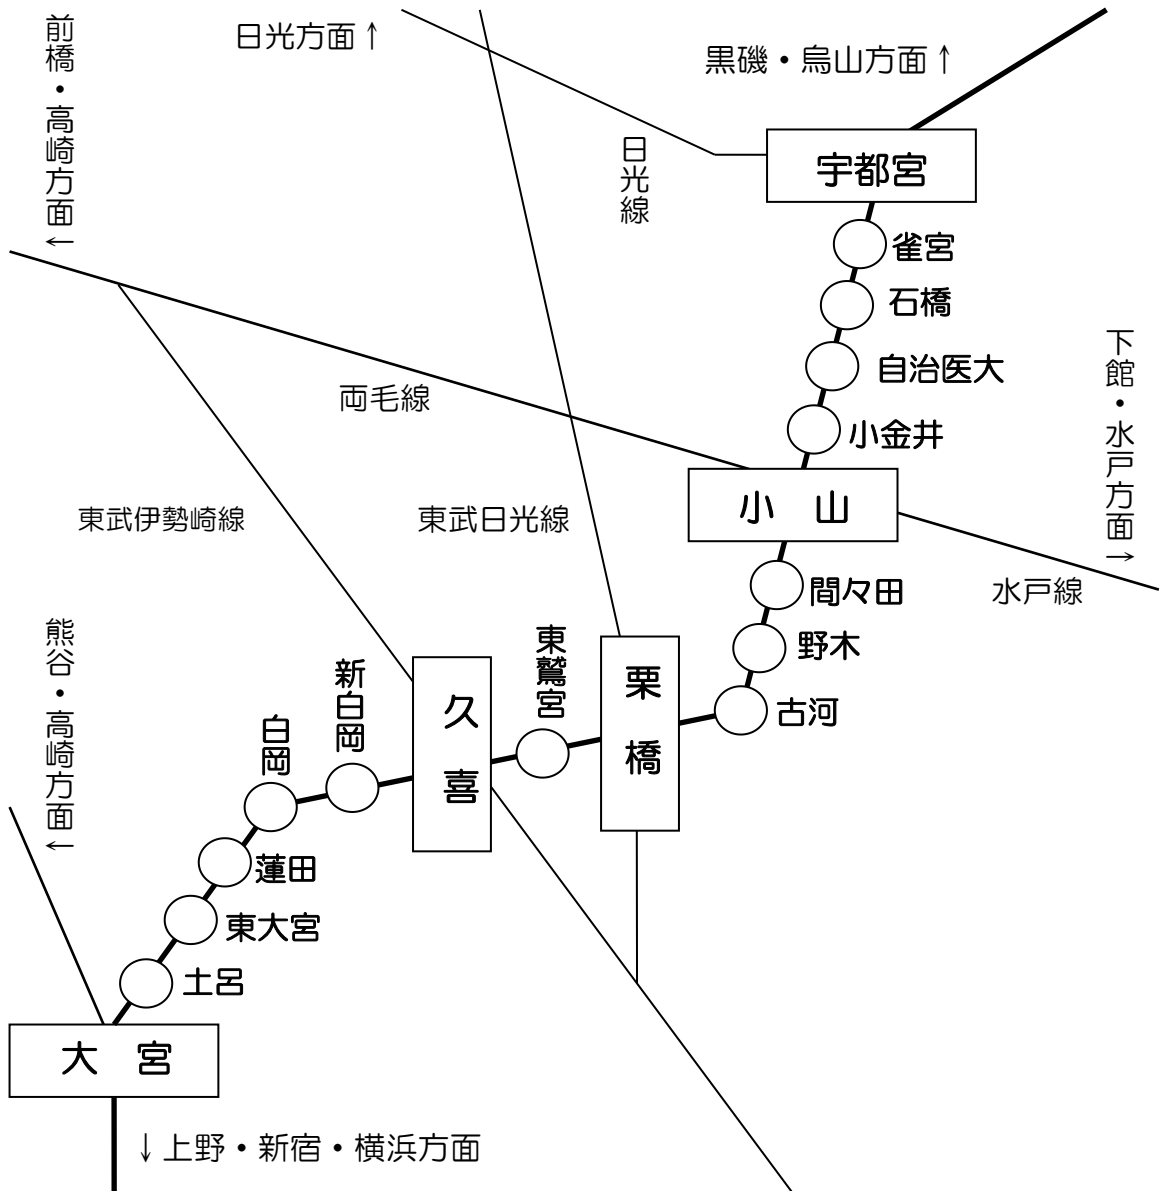 前橋・高崎方面←
日光方面↑
黒磯・烏山方面↑
日光線
宇都宮
雀宮
石橋
自治医大
小金井
下館・水戸方面→
両毛線
東武伊勢崎線
東武日光線
小 山
水戸線
間々田
野木
古河
熊谷・高崎方面←
新白岡
白岡
久喜
東鷲宮
栗橋
蓮田
東大宮
土呂
大 宮
↓上野・新宿・横浜方面